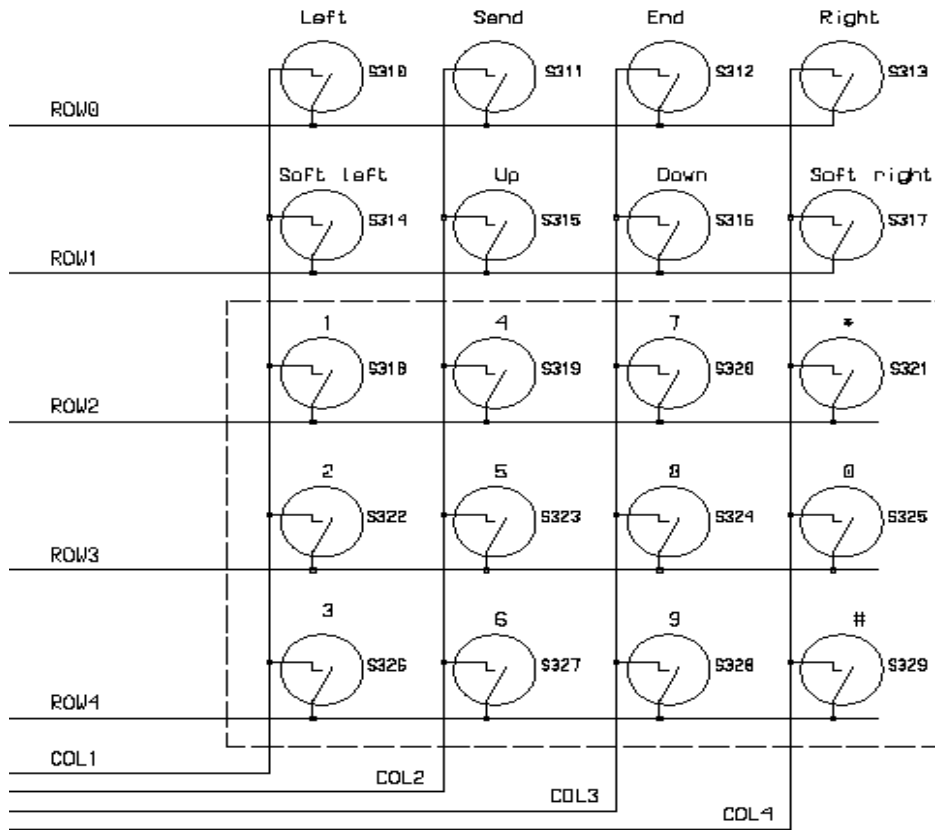 Left Send End Right
S310 S311 S312 S313
ROW0
Soft left Up Down Soft right
S314 S315 S316 S317
ROW1
1 4 7 *
S318 S319 S320 S321
ROW2
2 5 8 0
S322 S323 S324 S325
ROW3
3 6 9 #
S326 S327 S328 S329
ROW4
COL1
COL2
COL3
COL4